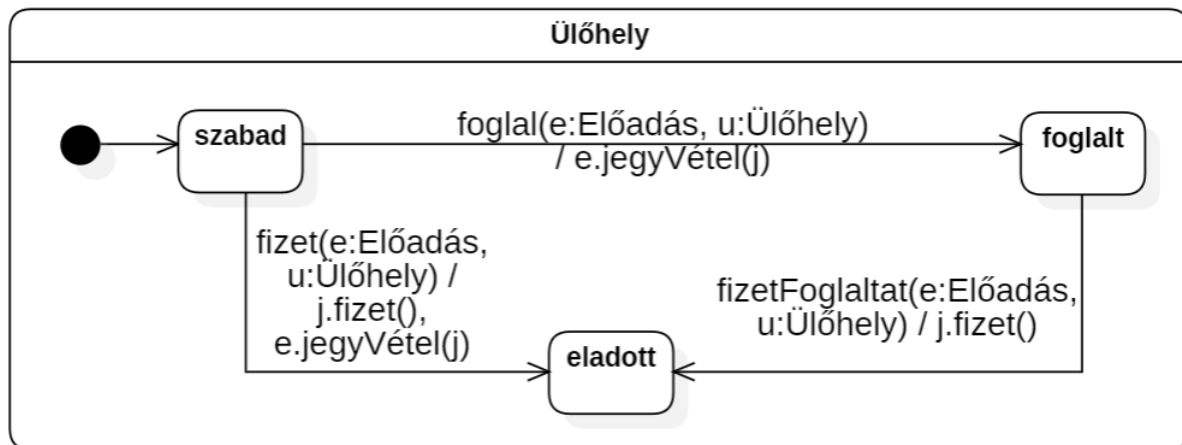 Ülőhely
szabad
foglal(e:Előadás, u:Ülőhely)
/ e.jegyVétel(j)
foglalt
fizet(e:Előadás,
u:Ülőhely) /
j.fizet(),
e.jegyVétel(j)
fizetFoglaltat(e:Előadás,
u:Ülőhely) / j.fizet()
eladott